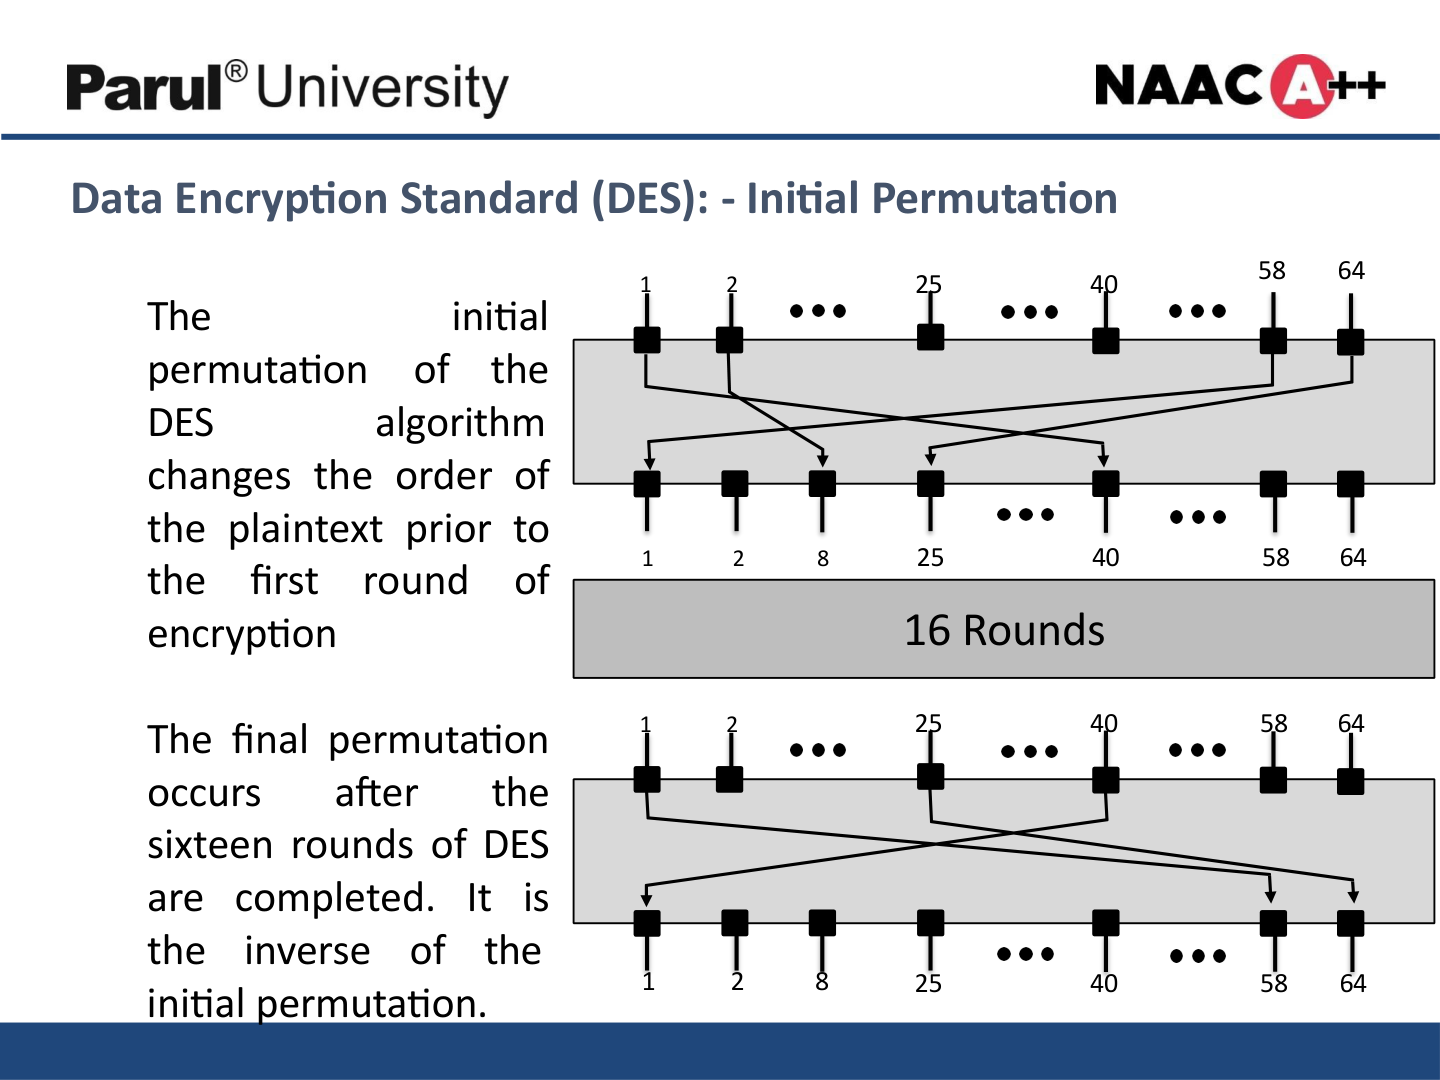 Parul® University
NAAC A++
Data Encryption Standard (DES): - Initial Permutation
The initial
permutation of the
DES algorithm
changes the order of
the plaintext prior to
the first round of
encryption
The final permutation
occurs after the
sixteen rounds of DES
are completed. It is
the inverse of the
initial permutation.
1 2 25 40 58 64
1 2 8 25 40 58 64
16 Rounds
1 2 25 40 58 64
1 2 8 25 40 58 64